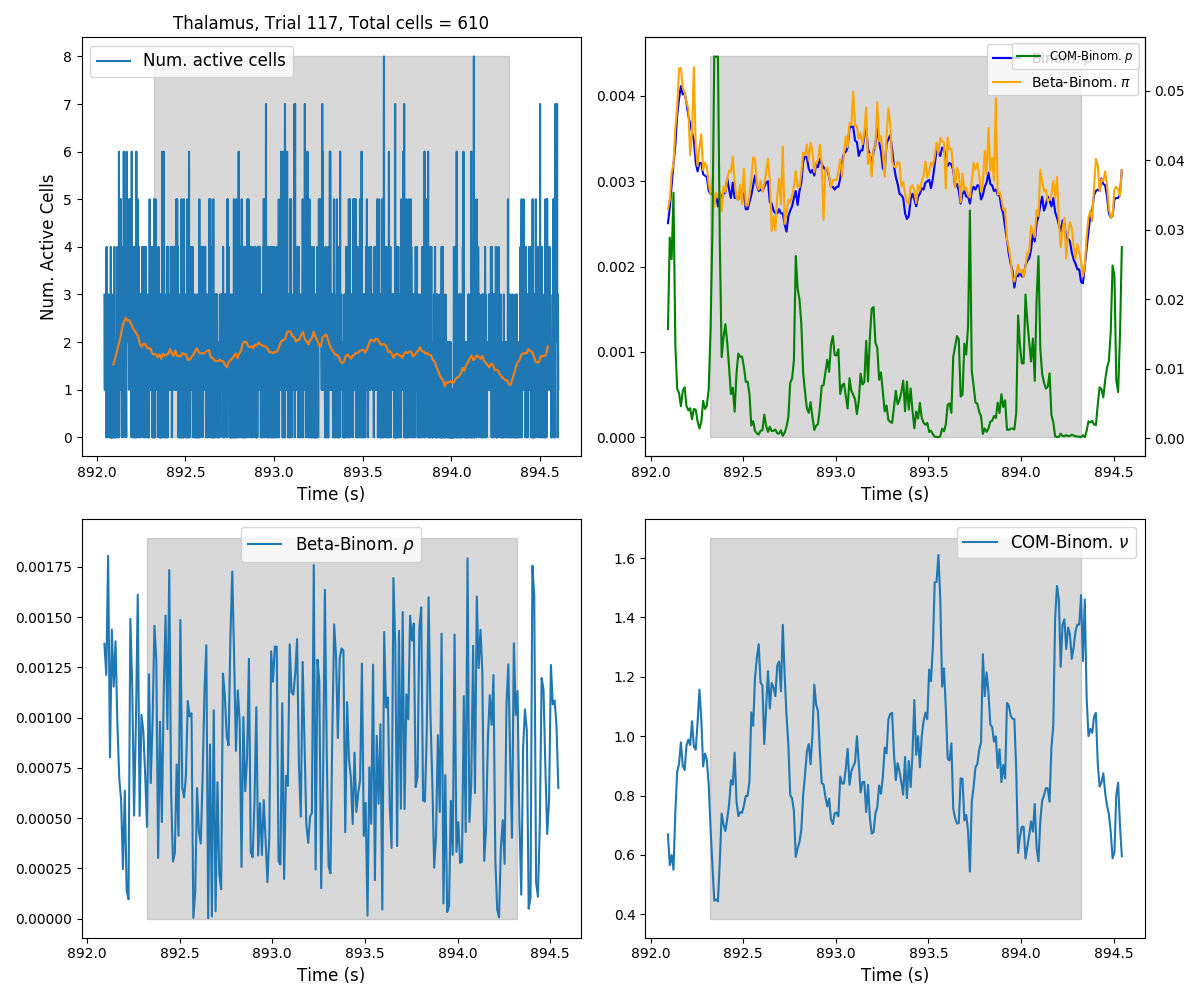 Thalamus, Trial 117, Total cells = 610
Num. active cells
Num. Active Cells
8
7
6
5
4
3
2
1
0
892.0 892.5 893.0 893.5 894.0 894.5
Time (s)
COM-Binom. p
Beta-Binom. π
0.004
0.003
0.002
0.001
0.000
0.05
0.04
0.03
0.02
0.01
0.00
892.0 892.5 893.0 893.5 894.0 894.5
Time (s)
Beta-Binom. ρ
0.00175
0.00150
0.00125
0.00100
0.00075
0.00050
0.00025
0.00000
892.0 892.5 893.0 893.5 894.0 894.5
Time (s)
COM-Binom. ν
1.6
1.4
1.2
1.0
0.8
0.6
0.4
892.0 892.5 893.0 893.5 894.0 894.5
Time (s)